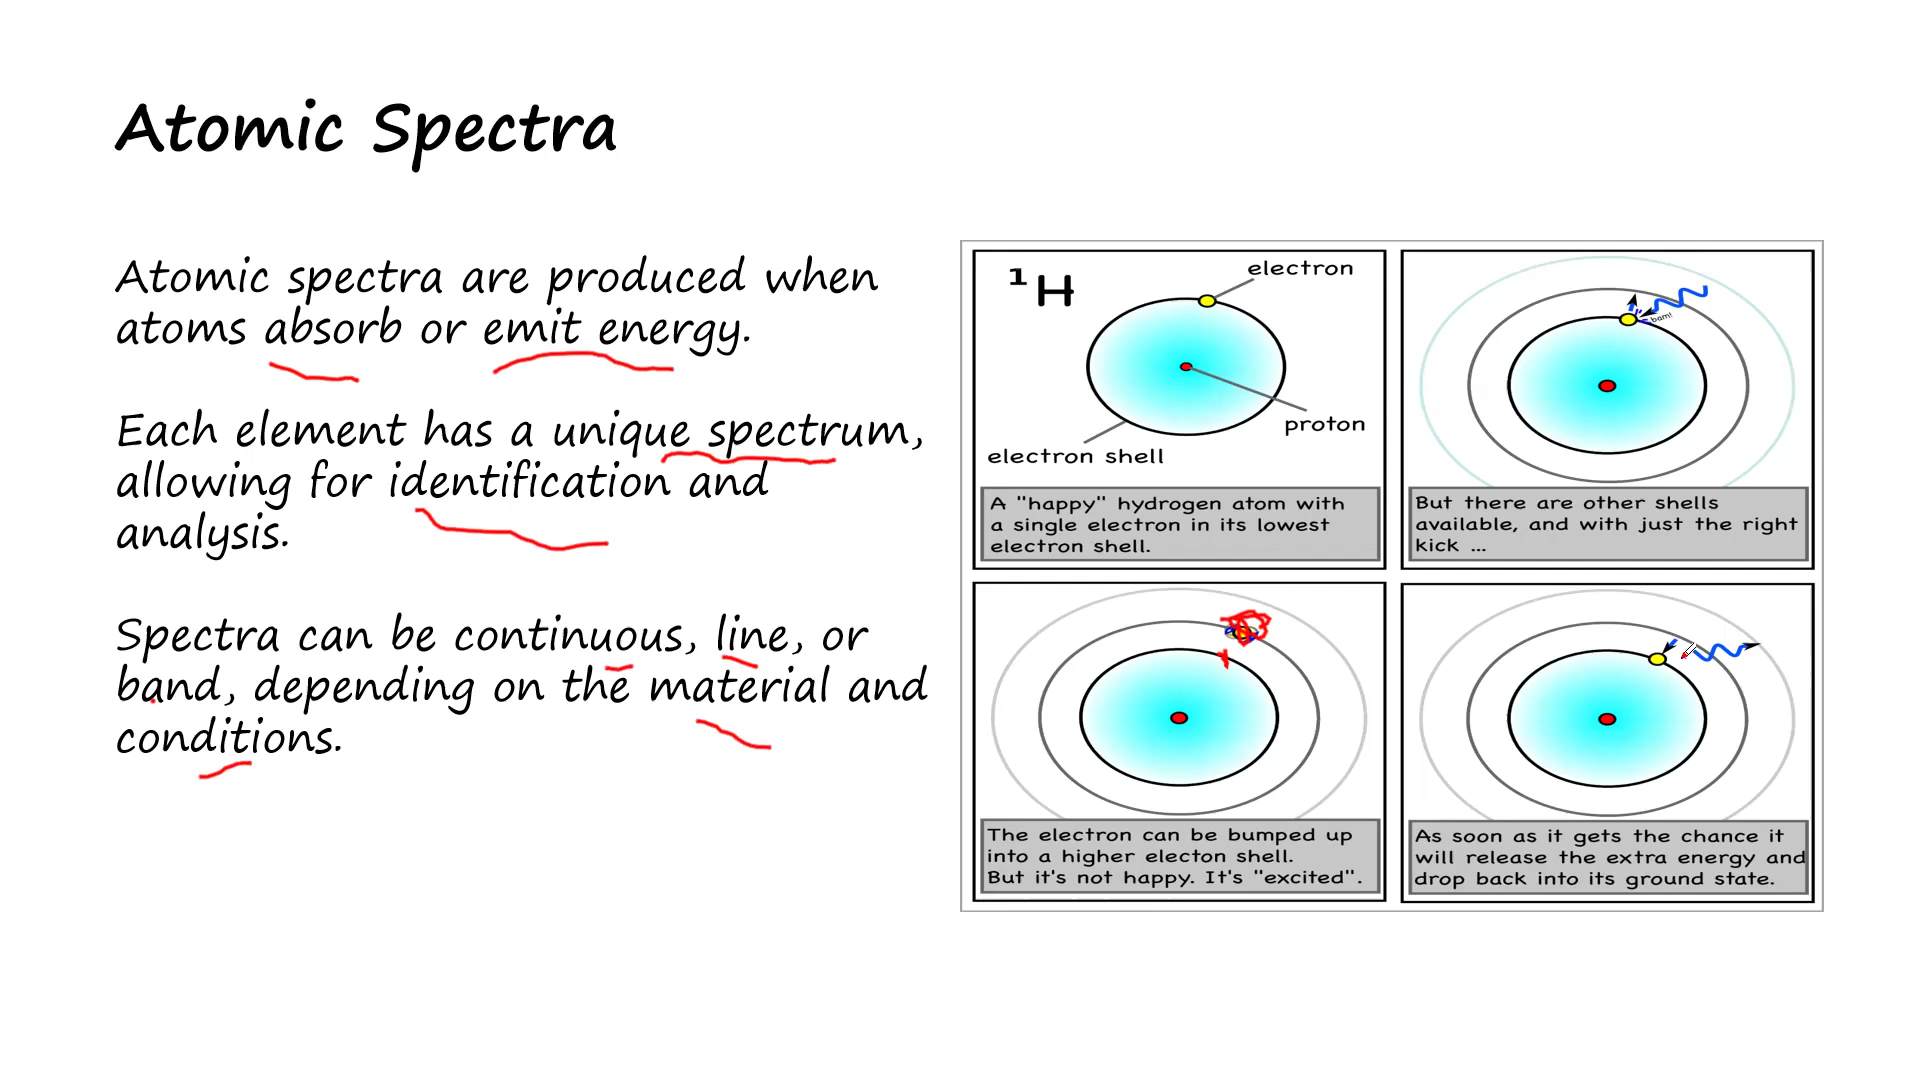 Atomic Spectra
Atomic spectra are produced when
atoms absorb or emit energy.
Each element has a unique spectrum,
allowing for identification and
analysis.
Spectra can be continuous, line, or
band, depending on the material and
conditions.
1H
electron
proton
electron shell
A "happy" hydrogen atom with
a single electron in its lowest
electron shell.
bam!
But there are other shells
available, and with just the right
kick ...
The electron can be bumped up
into a higher electon shell.
But it's not happy. It's "excited".
As soon as it gets the chance it
will release the extra energy and
drop back into its ground state.